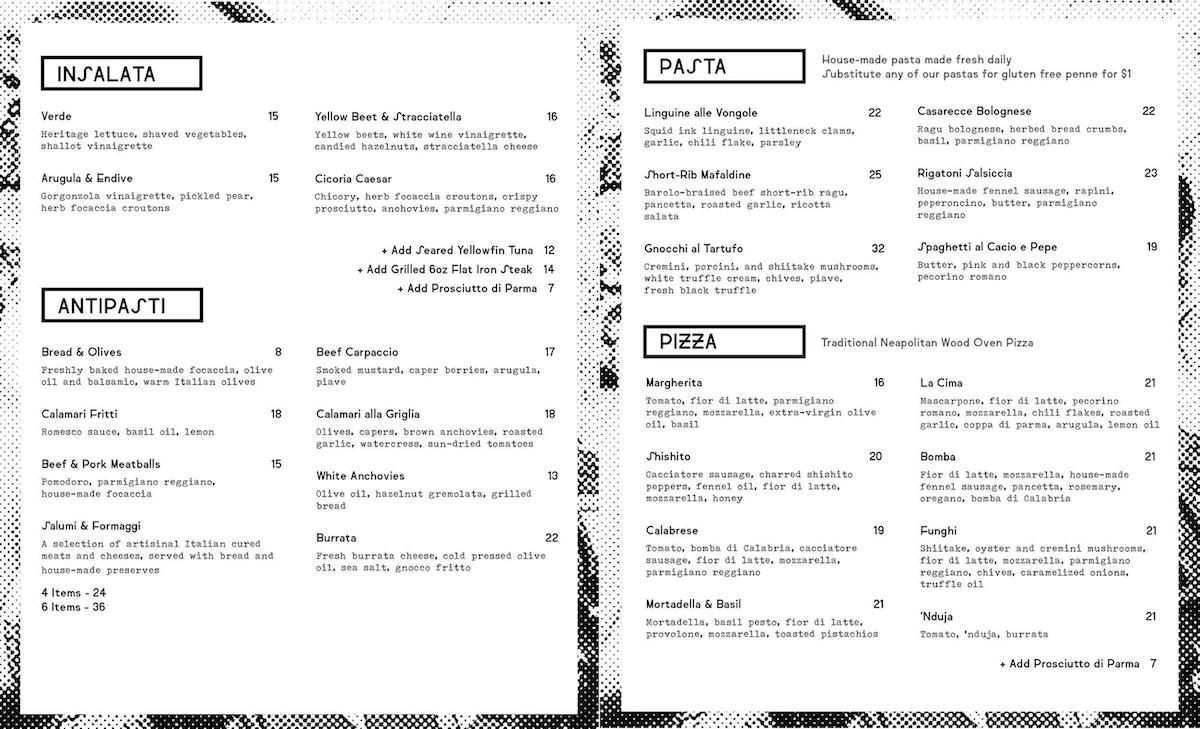 INSALATA
Verde 15
Heritage lettuce, shaved vegetables,
shallot vinaigrette
Arugula & Endive 15
Gorgonzola vinaigrette, pickled pear,
herb focaccia croutons
Yellow Beet & Stracciatella 16
Yellow beets, white wine vinaigrette,
candied hazelnuts, stracciatella cheese
Cicoria Caesar 16
Chicory, herb focaccia croutons, crispy
prosciutto, anchovies, parmigiano reggiano
+ Add Seared Yellowfin Tuna 12
+ Add Grilled 6oz Flat Iron Steak 14
+ Add Prosciutto di Parma 7
ANTIPASTI
Bread & Olives 8
Freshly baked house-made focaccia, olive
oil and balsamic, warm Italian olives
Calamari Fritti 18
Romesco sauce, basil oil, lemon
Beef & Pork Meatballs 15
Pomodoro, parmigiano reggiano,
house-made focaccia
Salumi & Formaggi
A selection of artisinal Italian cured
meats and cheeses, served with bread and
house-made preserves
4 Items - 24
6 Items - 36
Beef Carpaccio 17
Smoked mustard, caper berries, arugula,
piave
Calamari alla Griglia 18
Olives, capers, brown anchovies, roasted
garlic, watercress, sun-dried tomatoes
White Anchovies 13
Olive oil, hazelnut gremolata, grilled
bread
Burrata 22
Fresh burrata cheese, cold pressed olive
oil, sea salt, gnocco fritto
PASTA
House-made pasta made fresh daily
Substitute any of our pastas for gluten free penne for $1
Linguine alle Vongole 22
Squid ink linguine, littleneck clams,
garlic, chili flake, parsley
Short-Rib Mafaldine 25
Barolo-braised beef short-rib ragu,
pancetta, roasted garlic, ricotta
salata
Gnocchi al Tartufo 32
Cremini, porcini, and shiitake mushrooms,
white truffle cream, chives, piave,
fresh black truffle
Casarecce Bolognese 22
Ragu bolognese, herbed bread crumbs,
basil, parmigiano reggiano
Rigatoni Salsiccia 23
House-made fennel sausage, rapini,
peperoncino, butter, parmigiano
reggiano
Spaghetti al Cacio e Pepe 19
Butter, pink and black peppercorns,
pecorino romano
PIZZA
Traditional Neapolitan Wood Oven Pizza
Margherita 16
Tomato, fior di latte, parmigiano
reggiano, mozzarella, extra-virgin olive
oil, basil
Shishito 20
Cacciatore sausage, charred shishito
peppers, fennel oil, fior di latte,
mozzarella, honey
Calabrese 19
Tomato, bomba di Calabria, cacciatore
sausage, fior di latte, mozzarella,
parmigiano reggiano
Mortadella & Basil 21
Mortadella, basil pesto, fior di latte,
provolone, mozzarella, toasted pistachios
La Cima 21
Mascarpone, fior di latte, pecorino
romano, mozzarella, chili flakes, roasted
garlic, coppa di parma, arugula, lemon oil
Bomba 21
Fior di latte, mozzarella, house-made
fennel sausage, pancetta, rosemary,
oregano, bomba di Calabria
Funghi 21
Shiitake, oyster and cremini mushrooms,
fior di latte, mozzarella, parmigiano
reggiano, chives, caramelized onions,
truffle oil
'Nduja 21
Tomato, 'nduja, burrata
+ Add Prosciutto di Parma 7